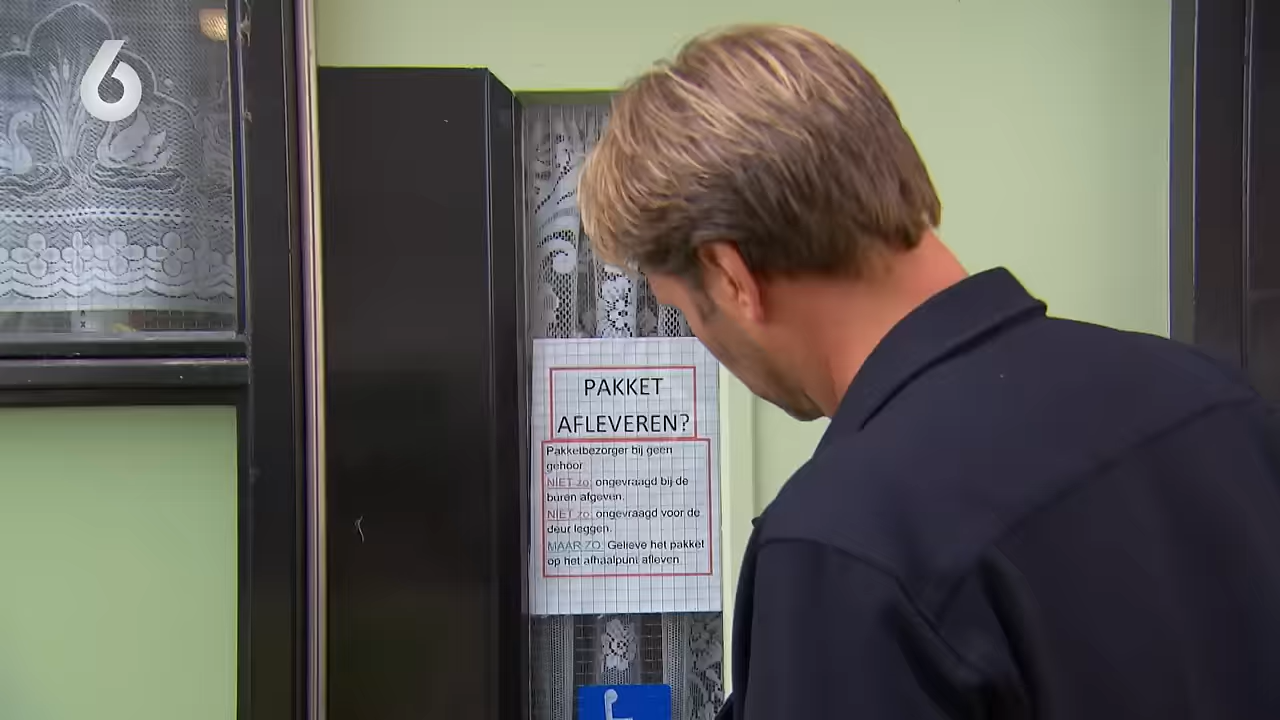 6
PAKKET
AFLEVEREN?
Pakketbezorger bij geen
gehoor
NIET zo: ongevraagd bij de
buren afgeven.
NIET zo: ongevraagd voor de
deur leggen.
MAAR ZO: Gelieve het pakket
op het afhaalpunt afleven